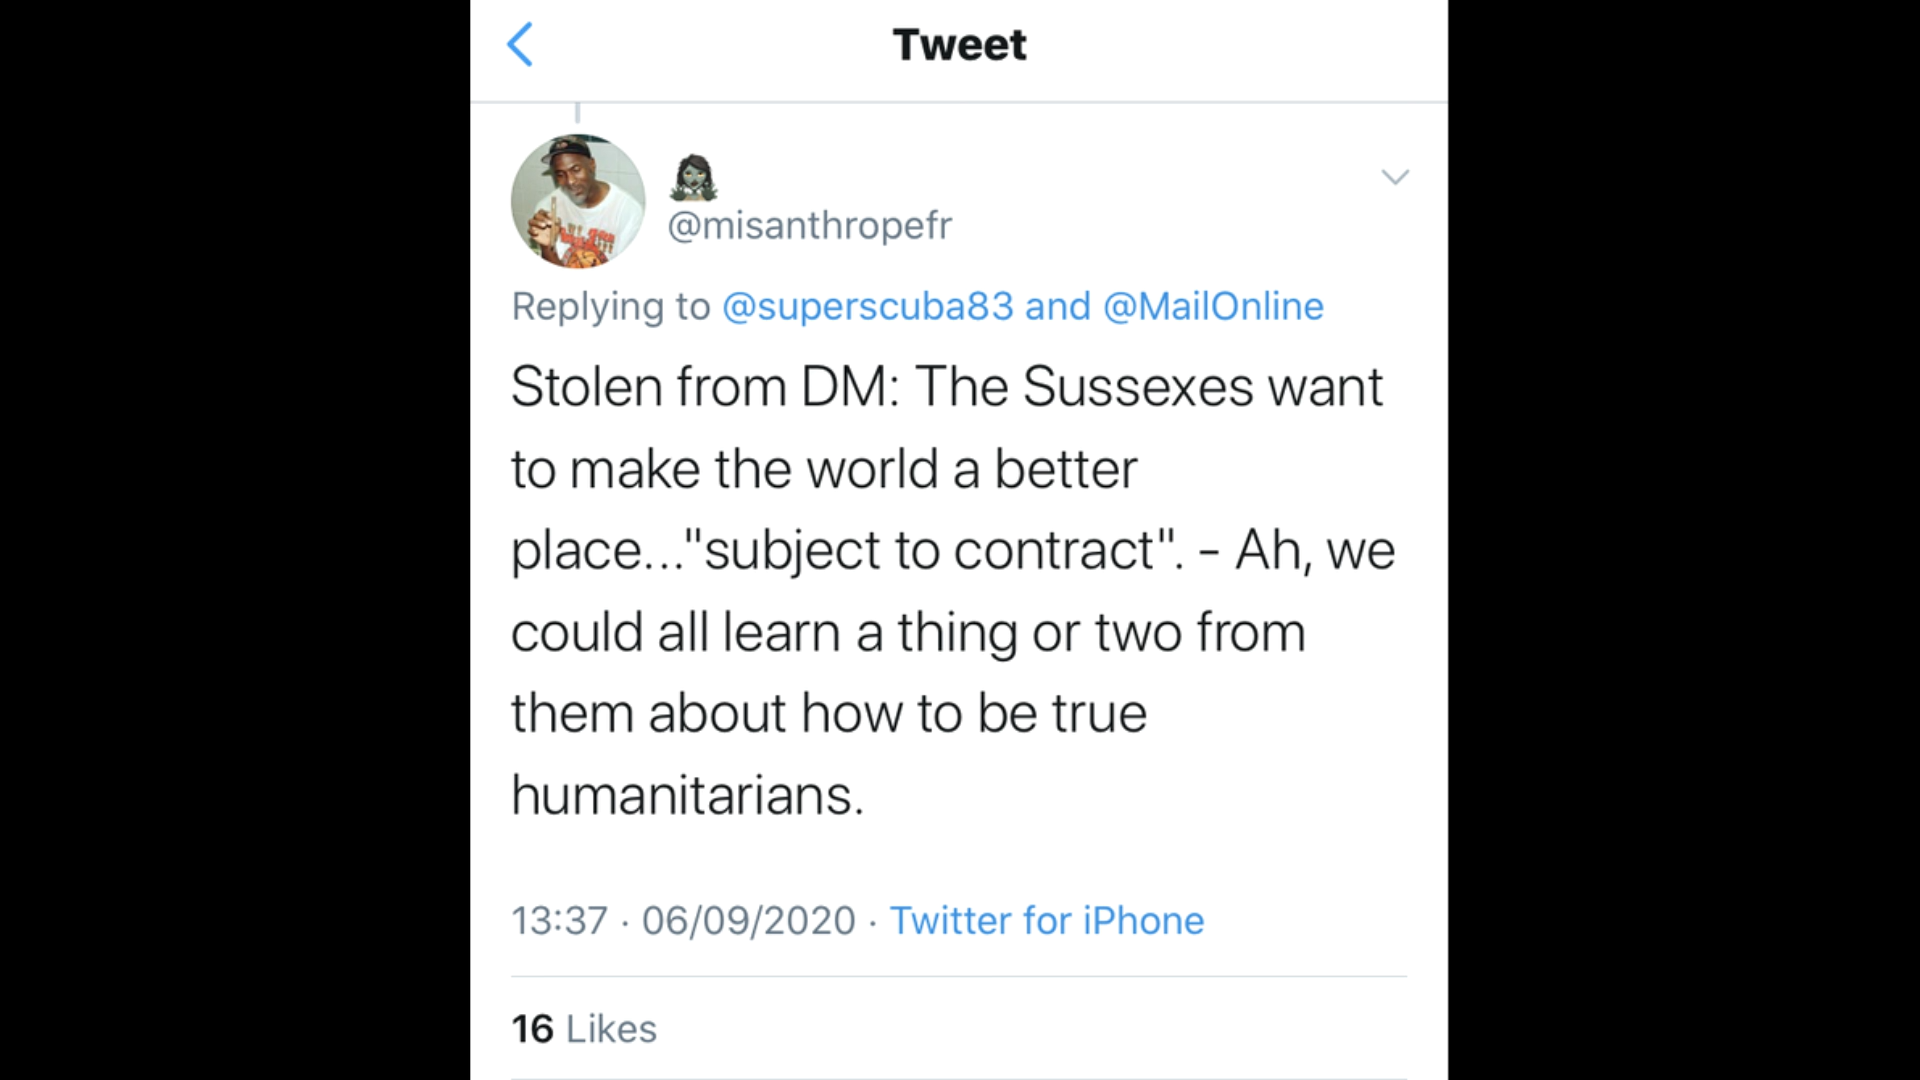 Tweet
@misanthropefr
Replying to @superscuba83 and @MailOnline
Stolen from DM: The Sussexes want
to make the world a better
place..."subject to contract". - Ah, we
could all learn a thing or two from
them about how to be true
humanitarians.
13:37 · 06/09/2020 · Twitter for iPhone
16 Likes